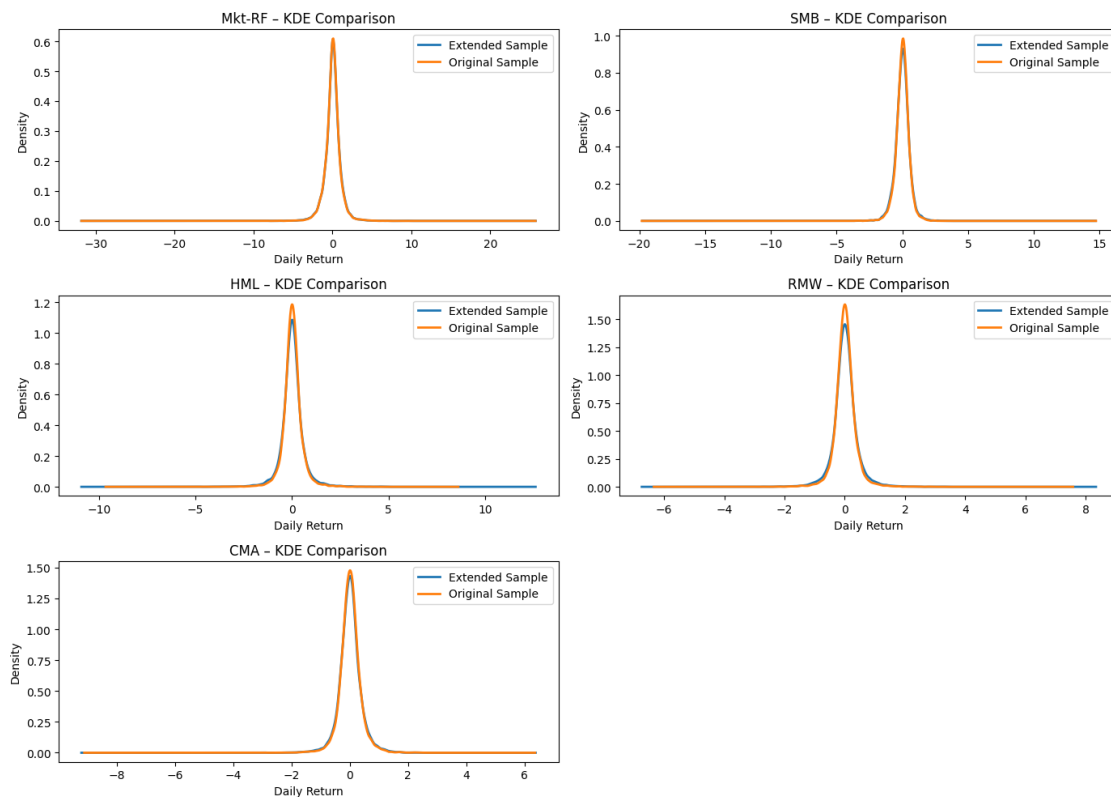 Mkt-RF – KDE Comparison
Extended Sample
Original Sample
Density
0.6
0.5
0.4
0.3
0.2
0.1
0.0
−30 −20 −10 0 10 20
Daily Return
SMB – KDE Comparison
Extended Sample
Original Sample
Density
1.0
0.8
0.6
0.4
0.2
0.0
−20 −15 −10 −5 0 5 10 15
Daily Return
HML – KDE Comparison
Extended Sample
Original Sample
Density
1.2
1.0
0.8
0.6
0.4
0.2
0.0
−10 −5 0 5 10
Daily Return
RMW – KDE Comparison
Extended Sample
Original Sample
Density
1.50
1.25
1.00
0.75
0.50
0.25
0.00
−6 −4 −2 0 2 4 6 8
Daily Return
CMA – KDE Comparison
Extended Sample
Original Sample
Density
1.50
1.25
1.00
0.75
0.50
0.25
0.00
−8 −6 −4 −2 0 2 4 6
Daily Return